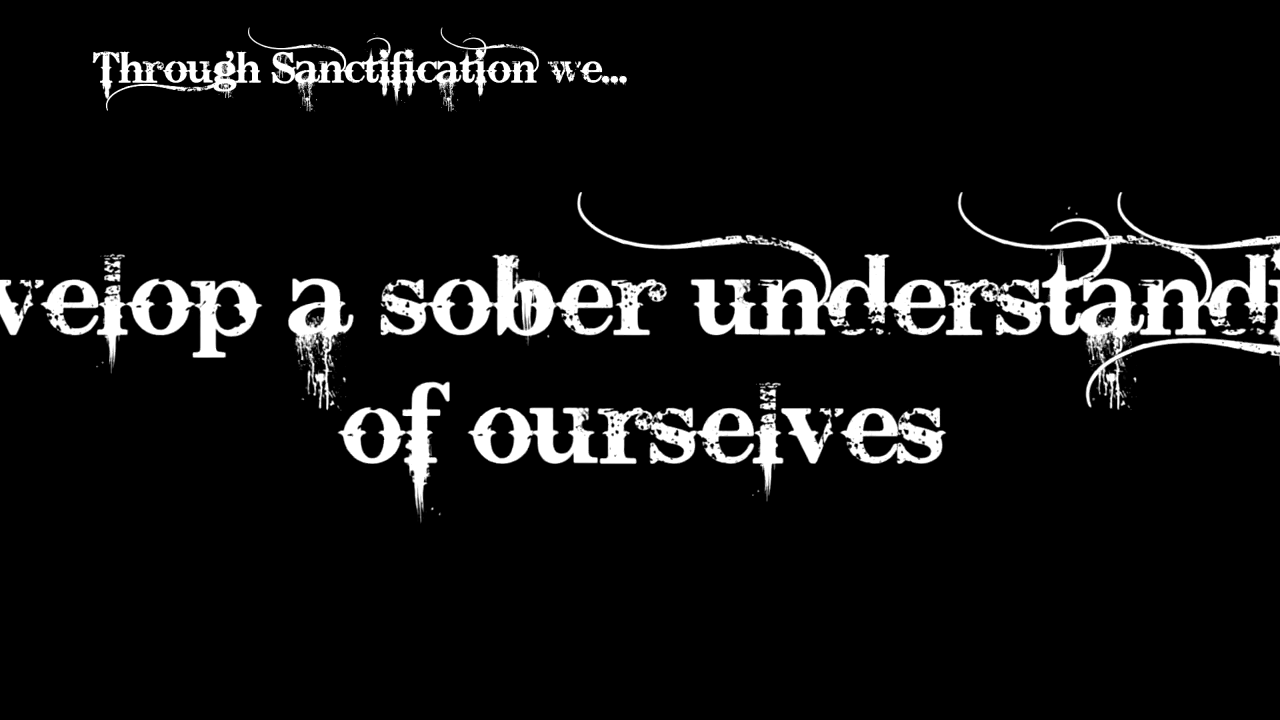 Through Sanctification we...
velop a sober understandi
of ourselves